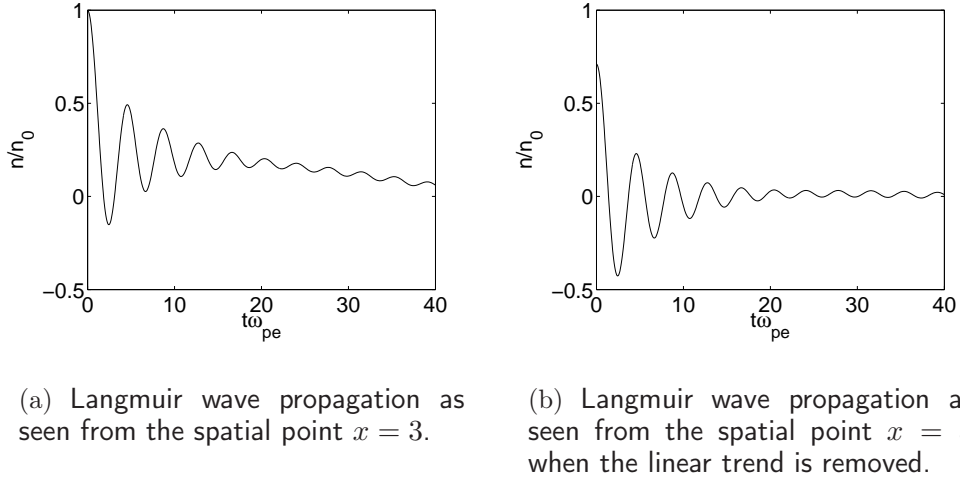 1
0.5
0
−0.5
n/n0
0 10 20 30 40
tωpe
1
0.5
0
−0.5
n/n0
0 10 20 30 40
tωpe
(a) Langmuir wave propagation as
seen from the spatial point x = 3.
(b) Langmuir wave propagation
seen from the spatial point x =
when the linear trend is removed.